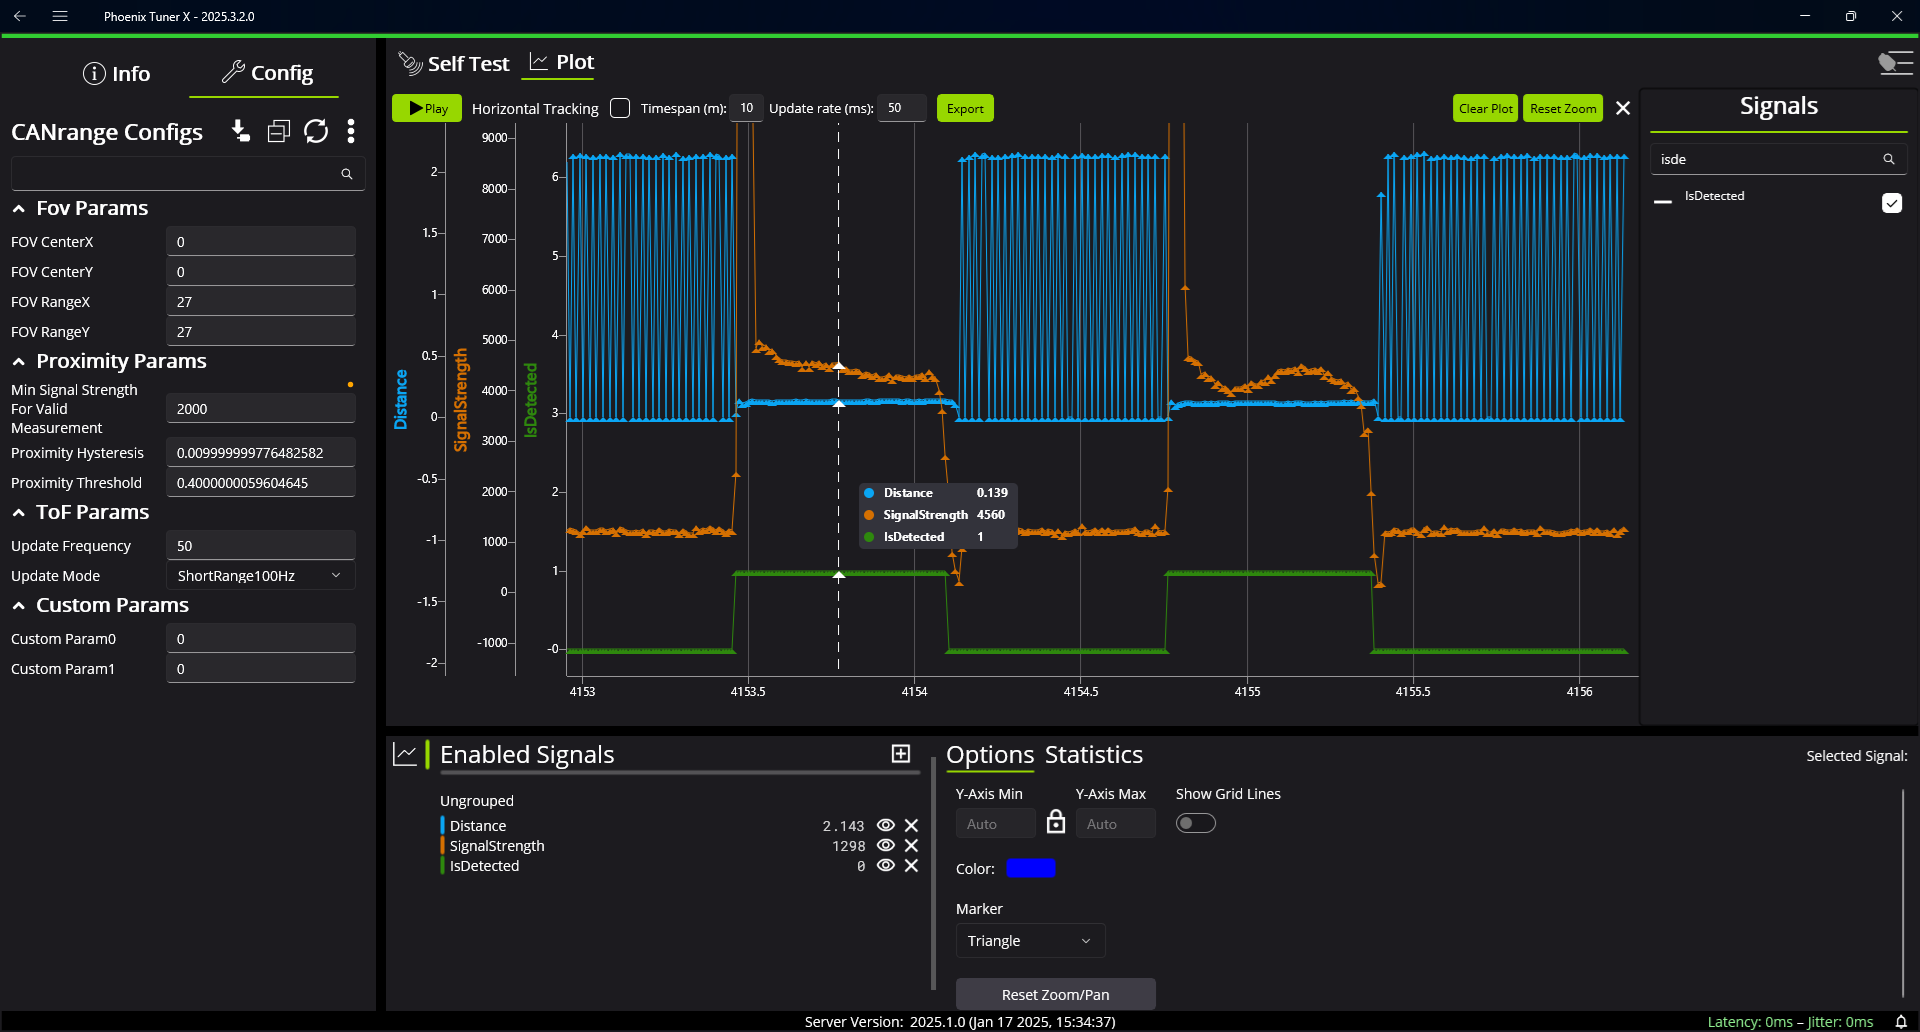 Phoenix Tuner X - 2025.3.2.0
Info
Config
CANrange Configs
Fov Params
FOV CenterX 0
FOV CenterY 0
FOV RangeX 27
FOV RangeY 27
Proximity Params
Min Signal Strength
For Valid
Measurement
2000
Proximity Hysteresis 0.009999999776482582
Proximity Threshold 0.4000000059604645
ToF Params
Update Frequency 50
Update Mode ShortRange100Hz
Custom Params
Custom Param0 0
Custom Param1 0
Self Test
Plot
Play Horizontal Tracking Timespan (m): 10 Update rate (ms): 50 Export Clear Plot Reset Zoom
Distance
2
1.5
1
0.5
0
-0.5
-1
-1.5
-2
SignalStrength
9000
8000
7000
6000
5000
4000
3000
2000
1000
0
-1000
IsDetected
6
5
4
3
2
1
-0
Distance 0.139
SignalStrength 4560
IsDetected 1
4153 4153.5 4154 4154.5 4155 4155.5 4156
Signals
isde
IsDetected
Enabled Signals
Ungrouped
Distance 2.143
SignalStrength 1298
IsDetected 0
Options Statistics
Selected Signal:
Y-Axis Min Y-Axis Max Show Grid Lines
Auto Auto
Color:
Marker
Triangle
Reset Zoom/Pan
Server Version: 2025.1.0 (Jan 17 2025, 15:34:37)
Latency: 0ms – Jitter: 0ms